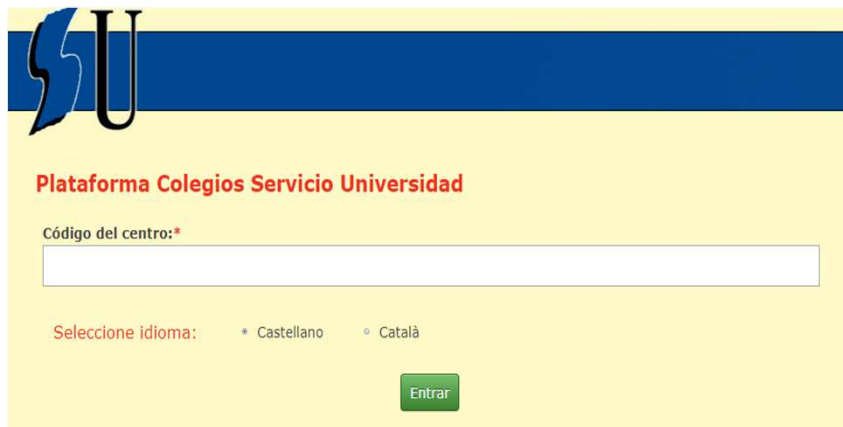 SU
Plataforma Colegios Servicio Universidad
Código del centro:*
Seleccione idioma: Castellano Català
Entrar